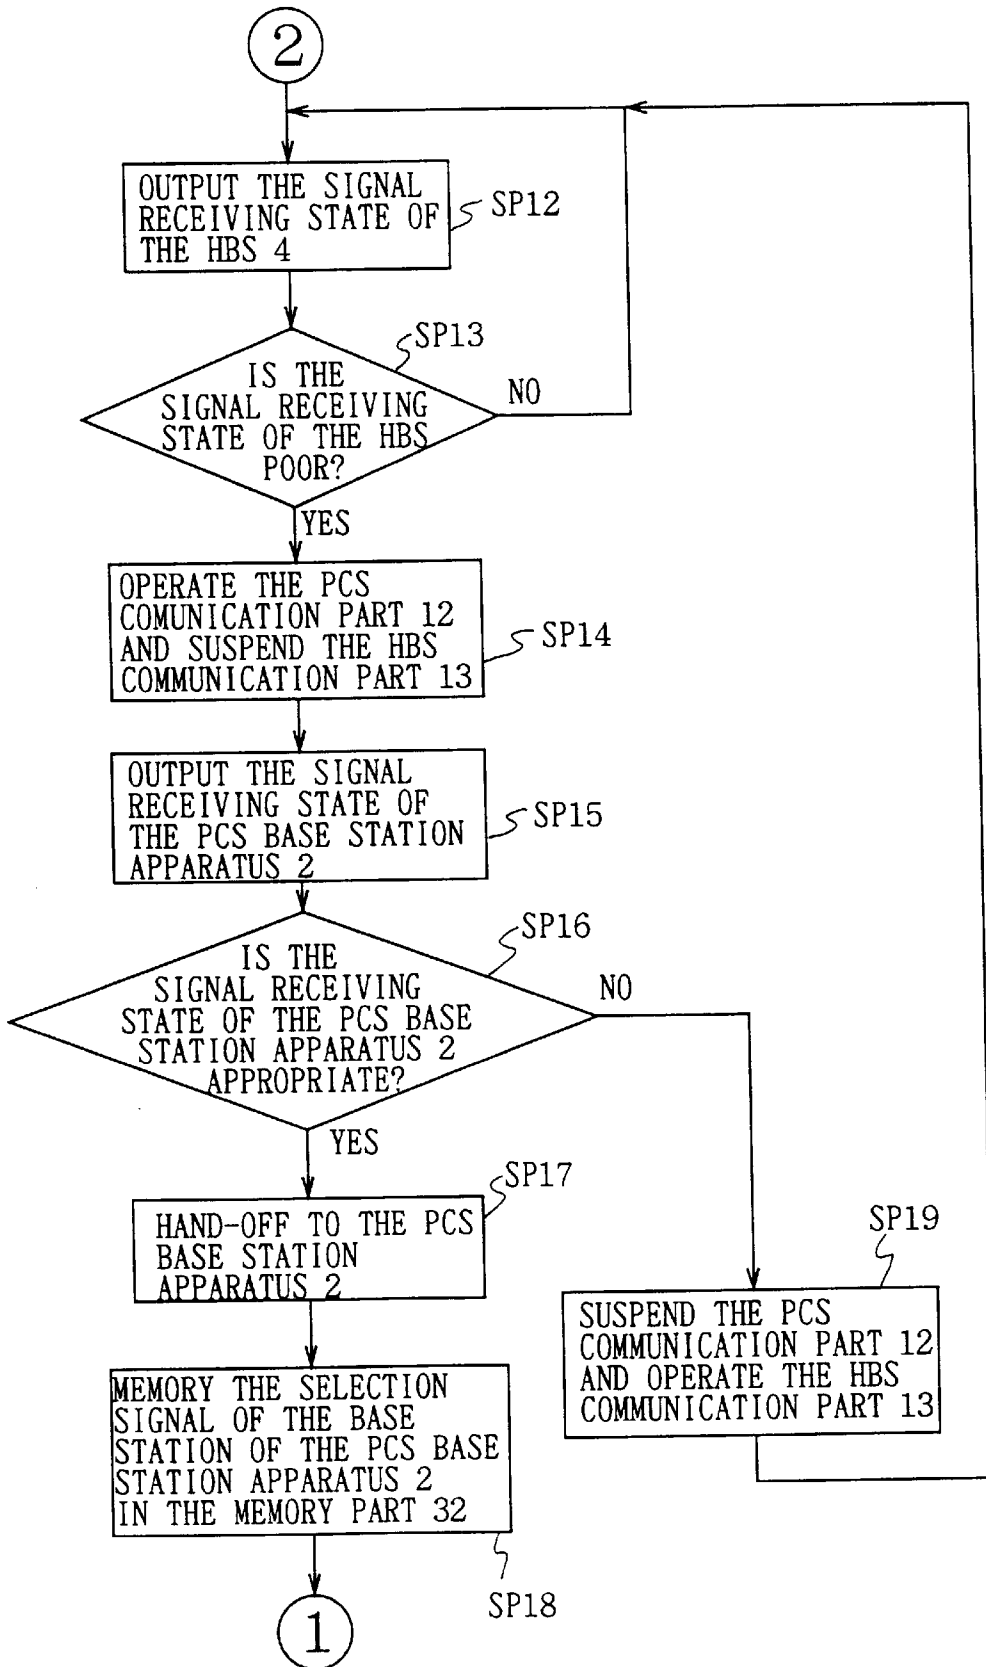 2
OUTPUT THE SIGNAL
RECEIVING STATE OF
THE HBS 4
SP12
SP13
IS THE
SIGNAL RECEIVING
STATE OF THE HBS
POOR?
NO
YES
OPERATE THE PCS
COMUNICATION PART 12
AND SUSPEND THE HBS
COMMUNICATION PART 13
SP14
OUTPUT THE SIGNAL
RECEIVING STATE OF
THE PCS BASE STATION
APPARATUS 2
SP15
SP16
IS THE
SIGNAL RECEIVING
STATE OF THE PCS BASE
STATION APPARATUS 2
APPROPRIATE?
NO
YES
SP17
HAND-OFF TO THE PCS
BASE STATION
APPARATUS 2
SP19
SUSPEND THE PCS
COMMUNICATION PART 12
AND OPERATE THE HBS
COMMUNICATION PART 13
MEMORY THE SELECTION
SIGNAL OF THE BASE
STATION OF THE PCS BASE
STATION APPARATUS 2
IN THE MEMORY PART 32
SP18
1